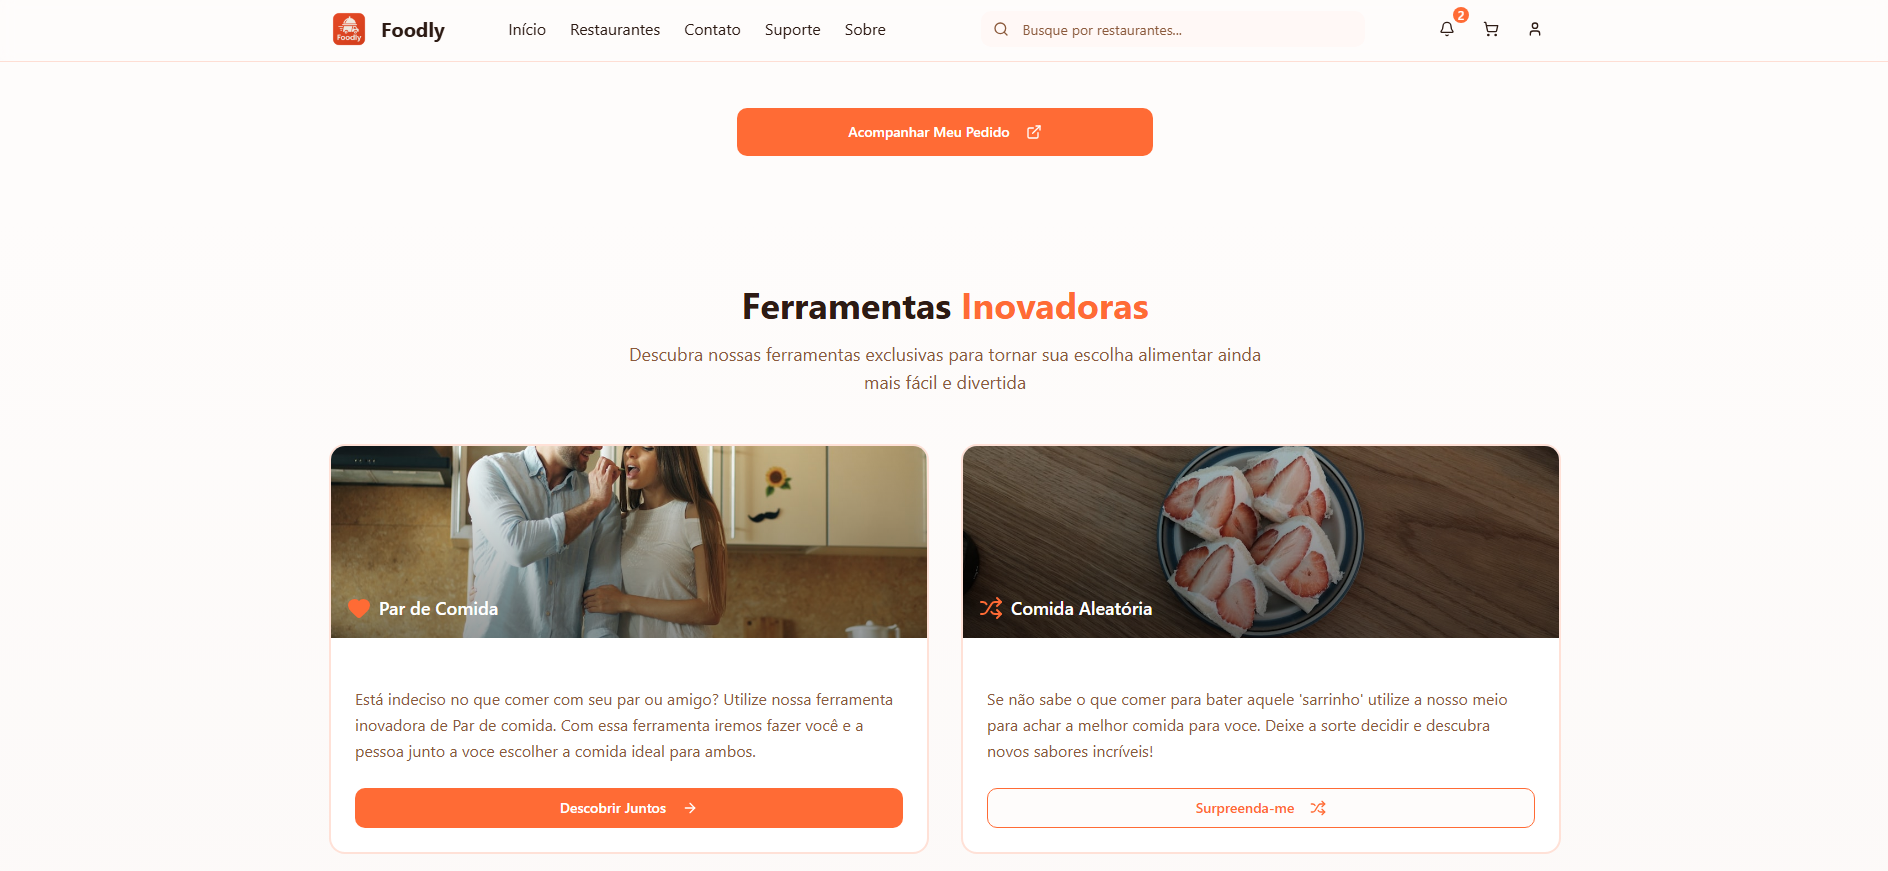 Foodly
Foodly
Início
Restaurantes
Contato
Suporte
Sobre
Busque por restaurantes...
2
Acompanhar Meu Pedido
Ferramentas Inovadoras
Descubra nossas ferramentas exclusivas para tornar sua escolha alimentar ainda
mais fácil e divertida
Par de Comida
Está indeciso no que comer com seu par ou amigo? Utilize nossa ferramenta
inovadora de Par de comida. Com essa ferramenta iremos fazer você e a
pessoa junto a voce escolher a comida ideal para ambos.
Descobrir Juntos
Comida Aleatória
Se não sabe o que comer para bater aquele 'sarrinho' utilize a nosso meio
para achar a melhor comida para voce. Deixe a sorte decidir e descubra
novos sabores incríveis!
Surpreenda-me